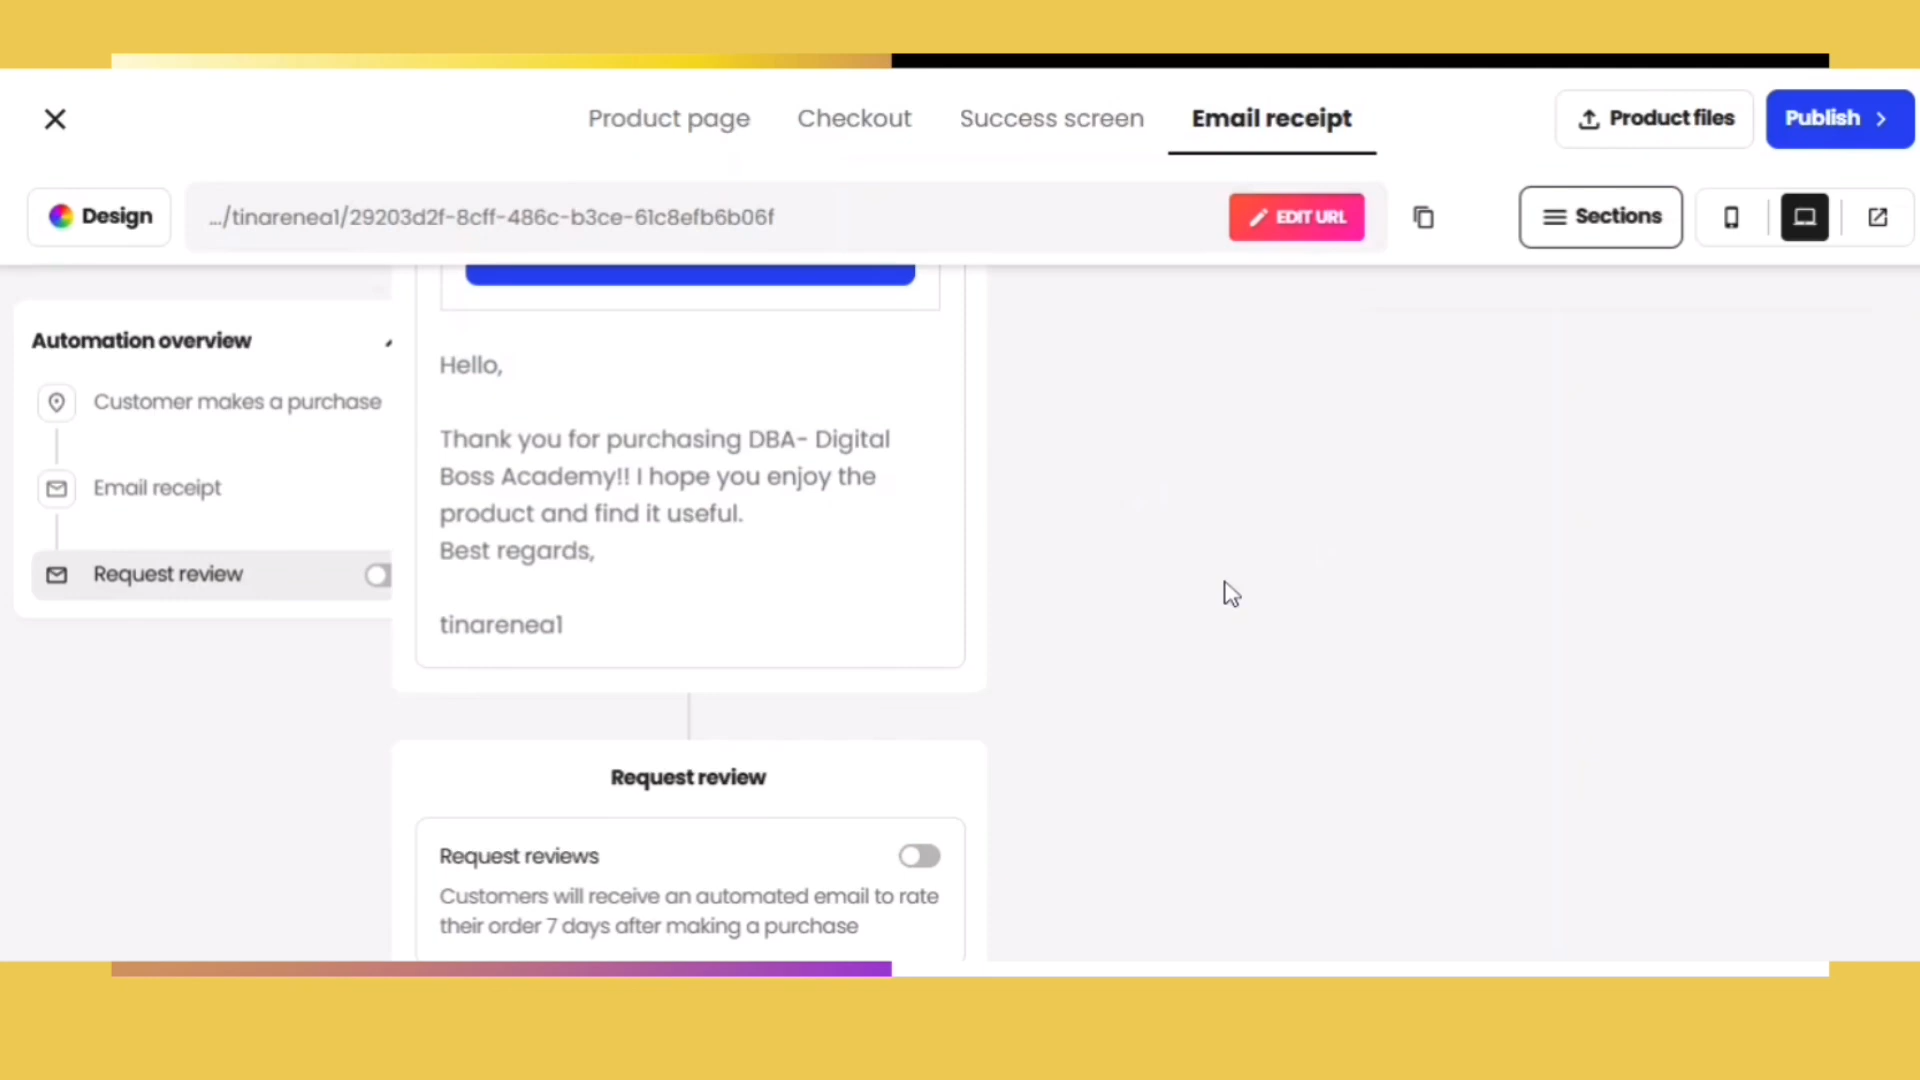 Product page
Checkout
Success screen
Email receipt
Product files
Publish
Design
.../tinarenea1/29203d2f-8cff-486c-b3ce-61c8efb6b06f
EDIT URL
Sections
Automation overview
Customer makes a purchase
Email receipt
Request review
Hello,
Thank you for purchasing DBA- Digital
Boss Academy!! I hope you enjoy the
product and find it useful.
Best regards,
tinarenea1
Request review
Request reviews
Customers will receive an automated email to rate
their order 7 days after making a purchase